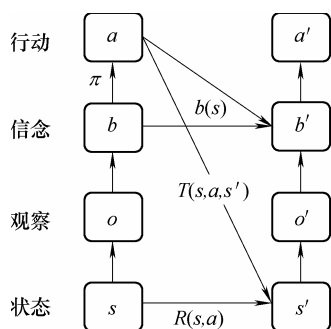 行动 a a′
π
b(s)
信念 b b′
T(s,a,s′)
观察 o o′
状态 s s′
R(s,a)